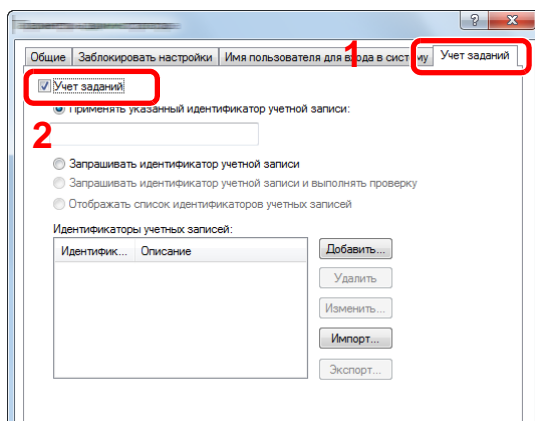 ?
X
Общие Заблокировать настройки Имя пользователя для входа в систему Учет заданий
1
Учет заданий
Применять указанный идентификатор учетной записи:
2
Запрашивать идентификатор учетной записи
Запрашивать идентификатор учетной записи и выполнять проверку
Отображать список идентификаторов учетных записей
Идентификаторы учетных записей:
Идентифик... Описание
Добавить...
Удалить
Изменить...
Импорт...
Экспорт...